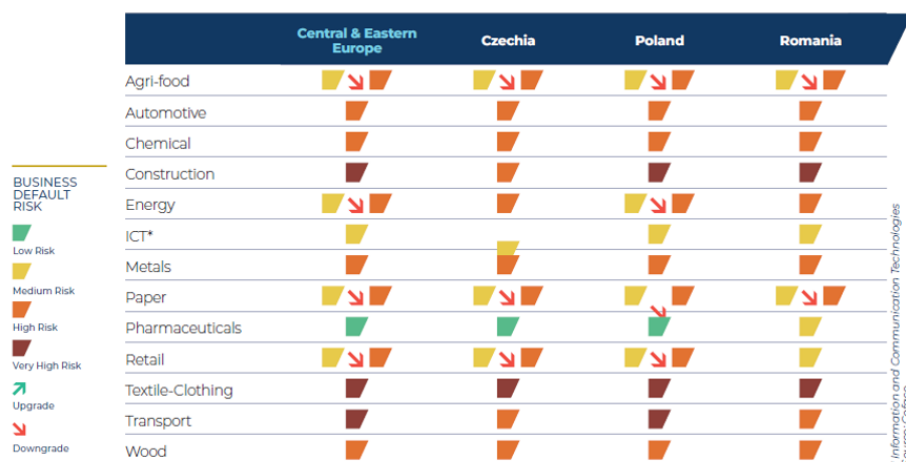 Central & Eastern
Europe
Czechia
Poland
Romania
Agri-food
Automotive
Chemical
Construction
Energy
ICT*
Metals
Paper
Pharmaceuticals
Retail
Textile-Clothing
Transport
Wood
BUSINESS
DEFAULT
RISK
Low Risk
Medium Risk
High Risk
Very High Risk
Upgrade
Downgrade
Information and Communication Technologies
Source: Coface